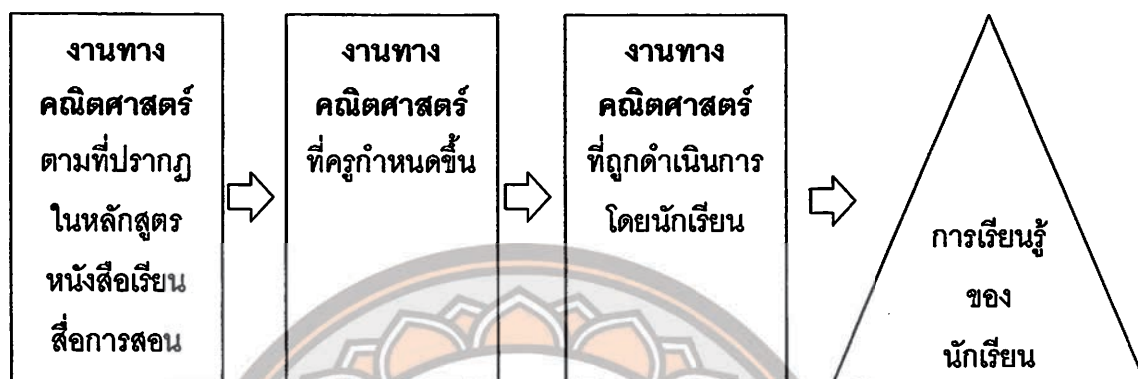 งานทาง
คณิตศาสตร์
ตามที่ปรากฏ
ในหลักสูตร
หนังสือเรียน
สื่อการสอน
งานทาง
คณิตศาสตร์
ที่ครูกำหนดขึ้น
งานทาง
คณิตศาสตร์
ที่ถูกดำเนินการ
โดยนักเรียน
การเรียนรู้
ของ
นักเรียน